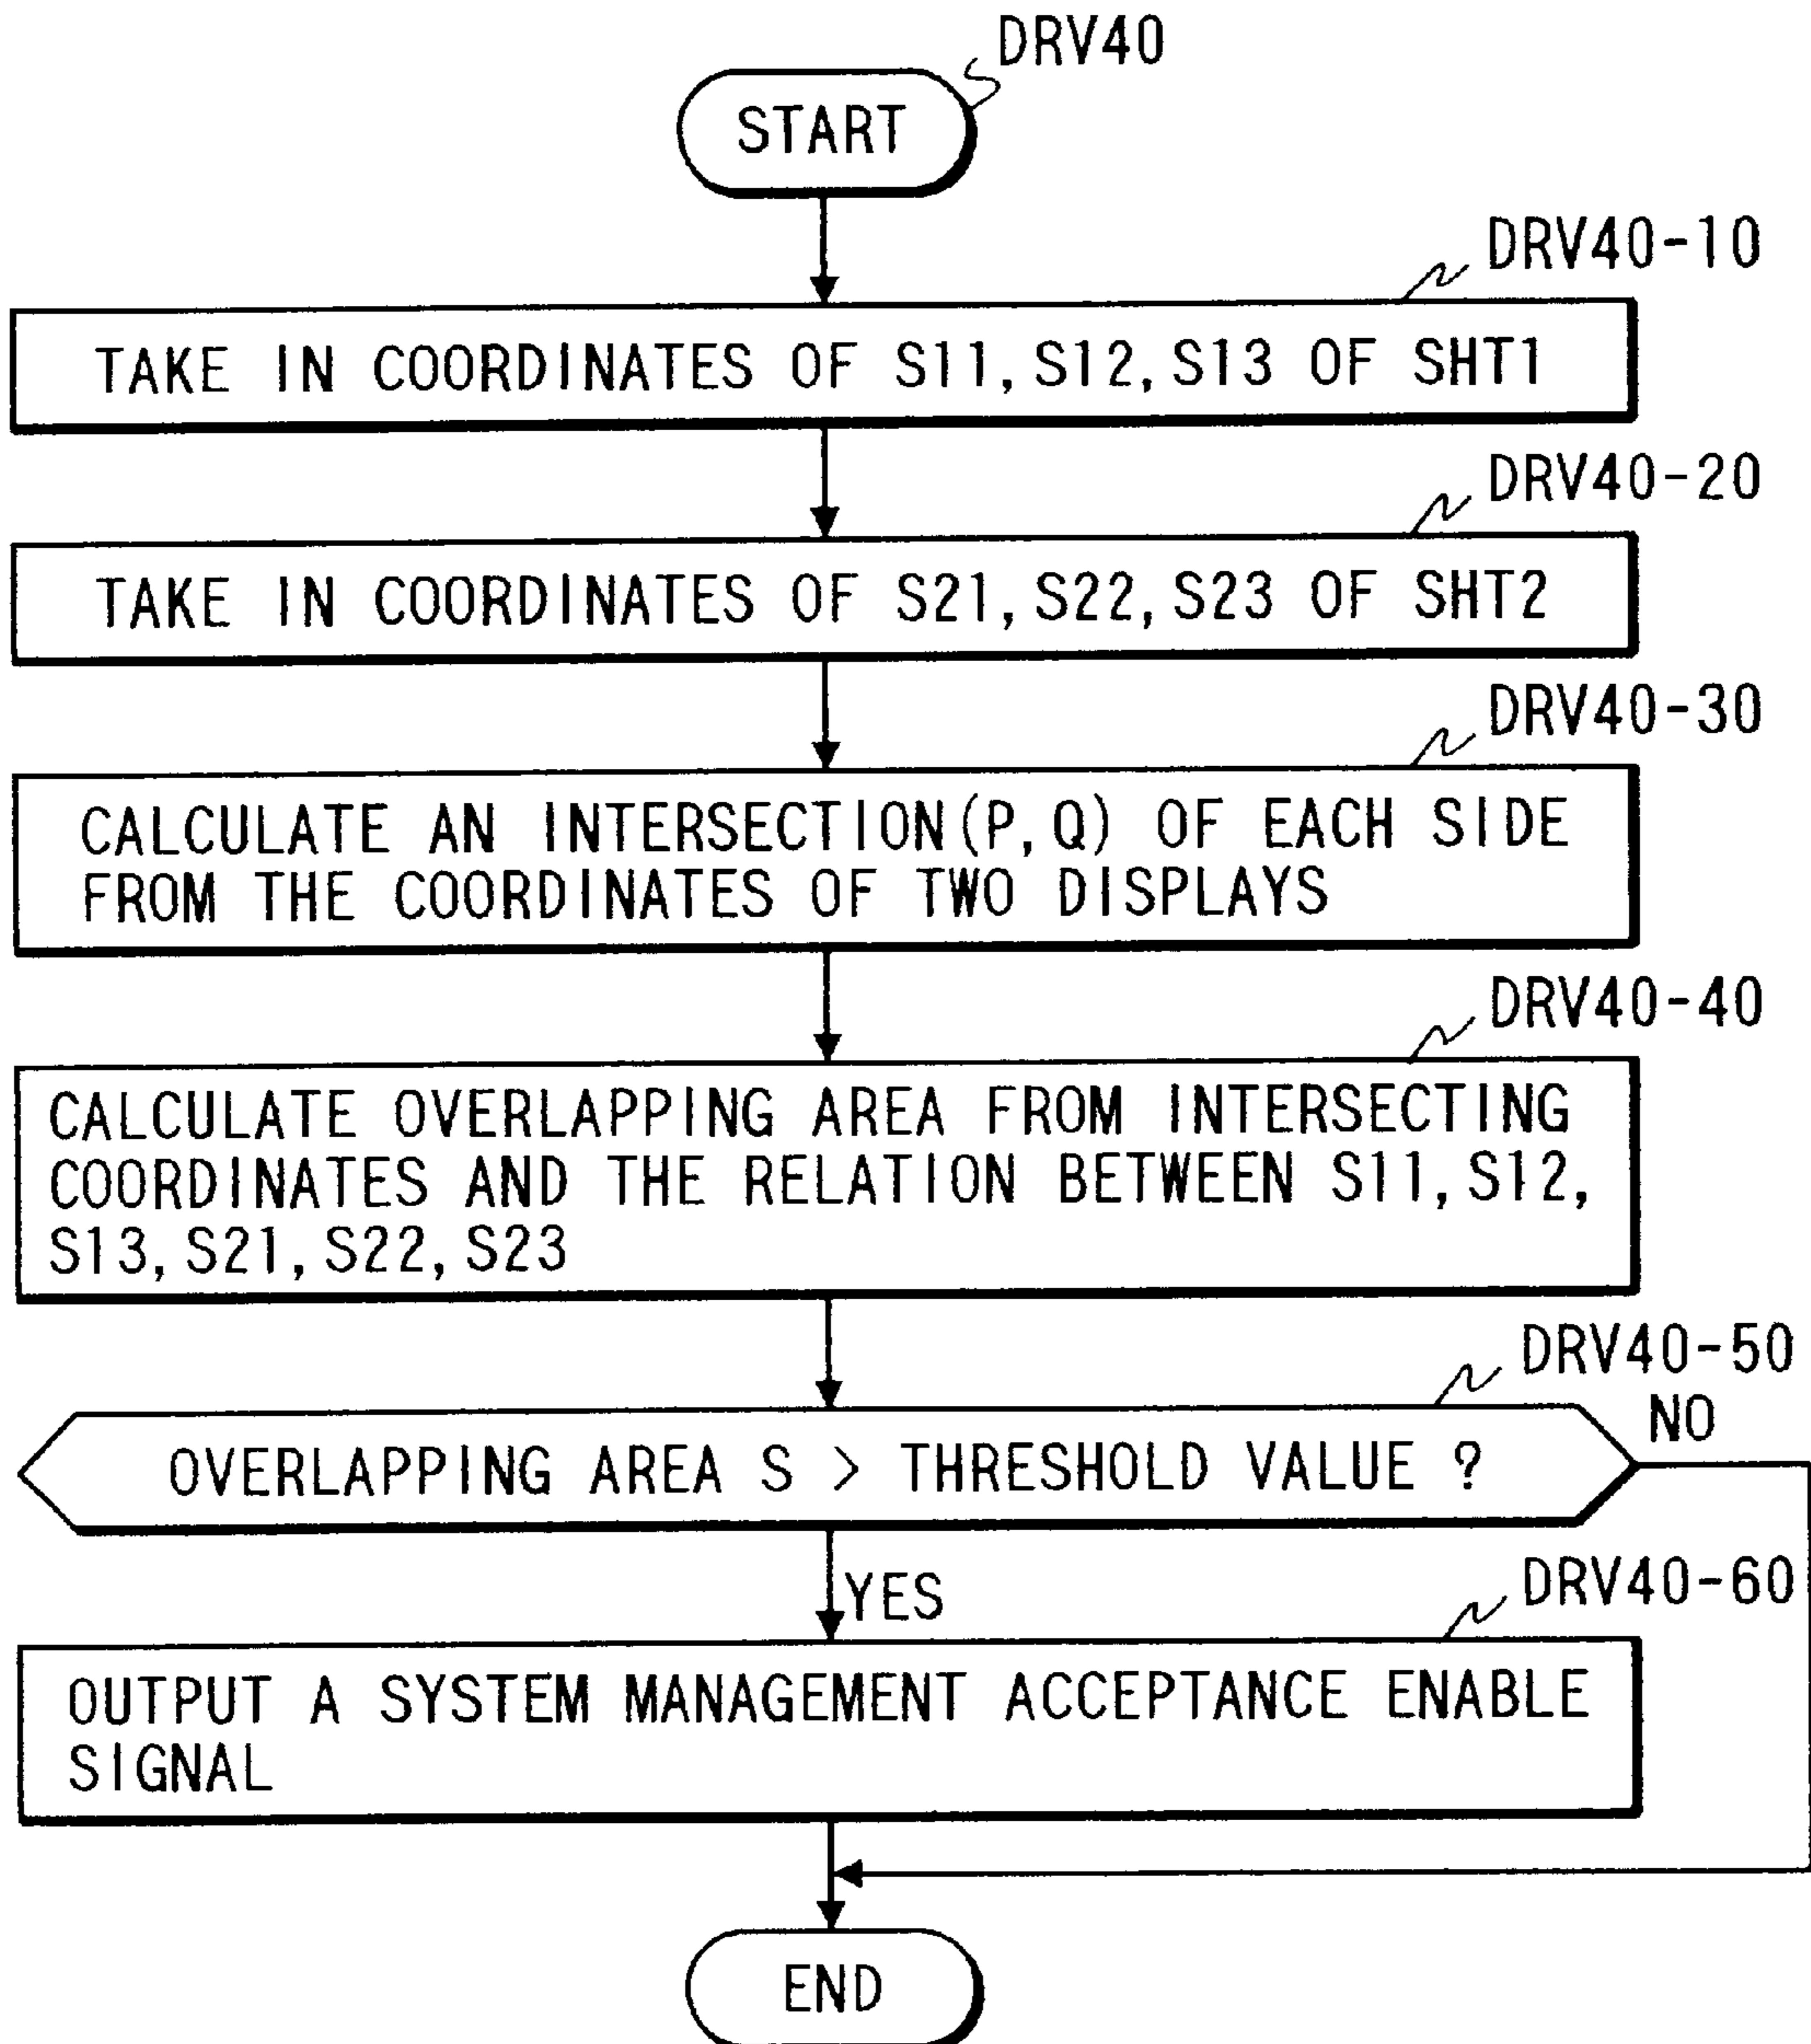 DRV40
START
DRV40-10
TAKE IN COORDINATES OF S11, S12, S13 OF SHT1
DRV40-20
TAKE IN COORDINATES OF S21, S22, S23 OF SHT2
DRV40-30
CALCULATE AN INTERSECTION(P, Q) OF EACH SIDE
FROM THE COORDINATES OF TWO DISPLAYS
DRV40-40
CALCULATE OVERLAPPING AREA FROM INTERSECTING
COORDINATES AND THE RELATION BETWEEN S11, S12,
S13, S21, S22, S23
DRV40-50
NO
OVERLAPPING AREA S > THRESHOLD VALUE ?
YES
DRV40-60
OUTPUT A SYSTEM MANAGEMENT ACCEPTANCE ENABLE
SIGNAL
END